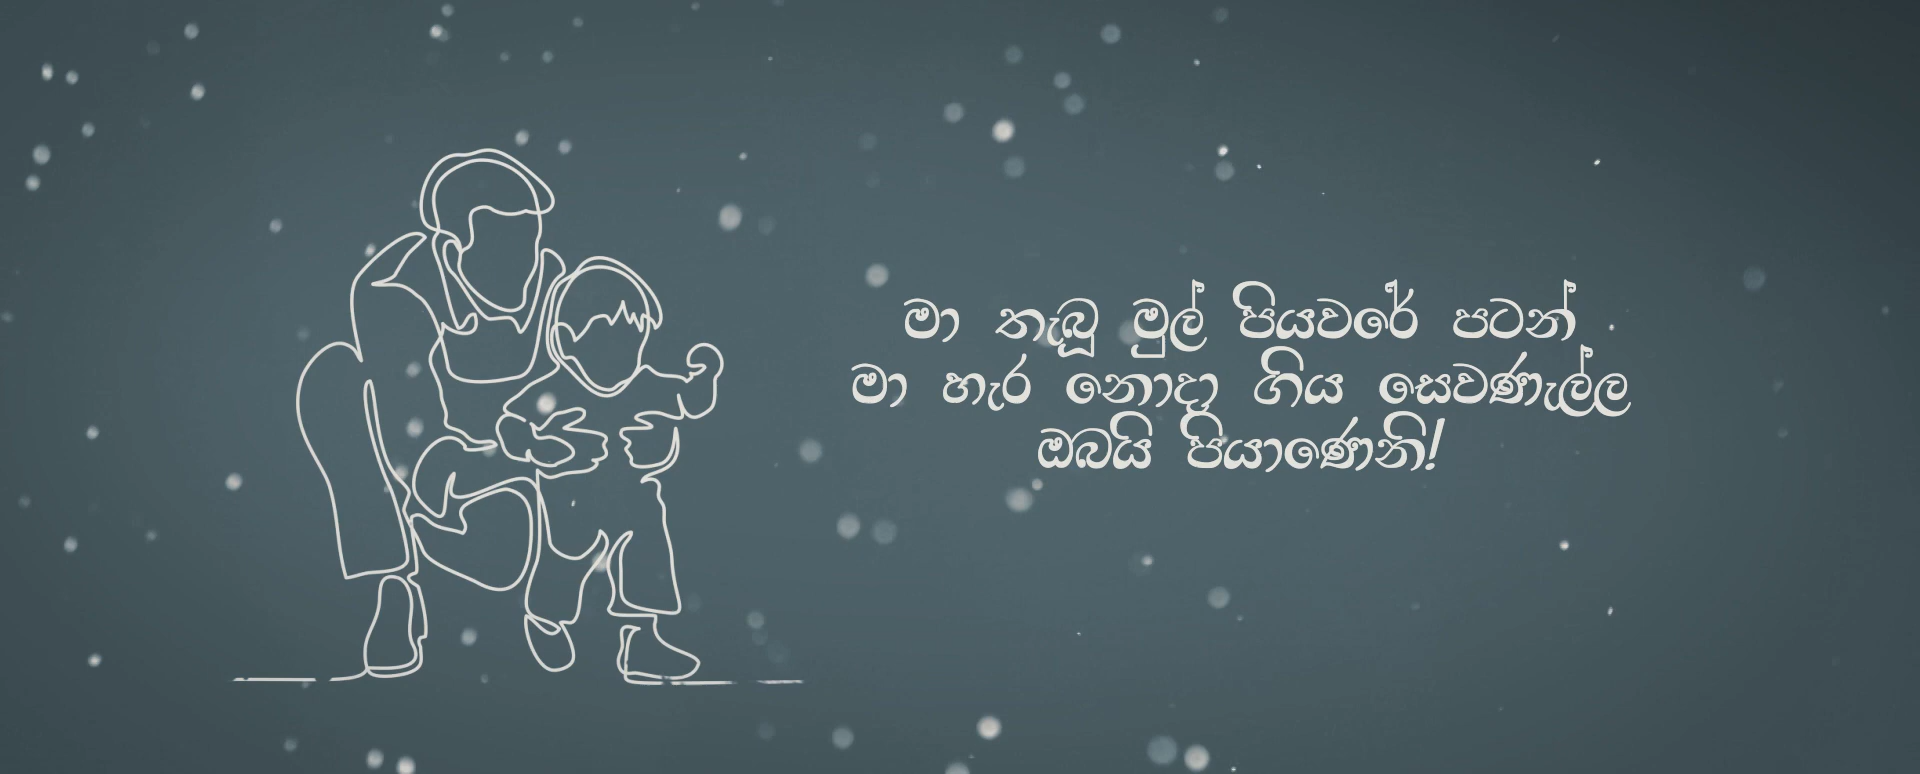 මා තැබූ මුල් පියවරේ පටන්
මා හැර නොදා ගිය සෙවණැල්ල
ඔබයි පියාණෙනි!